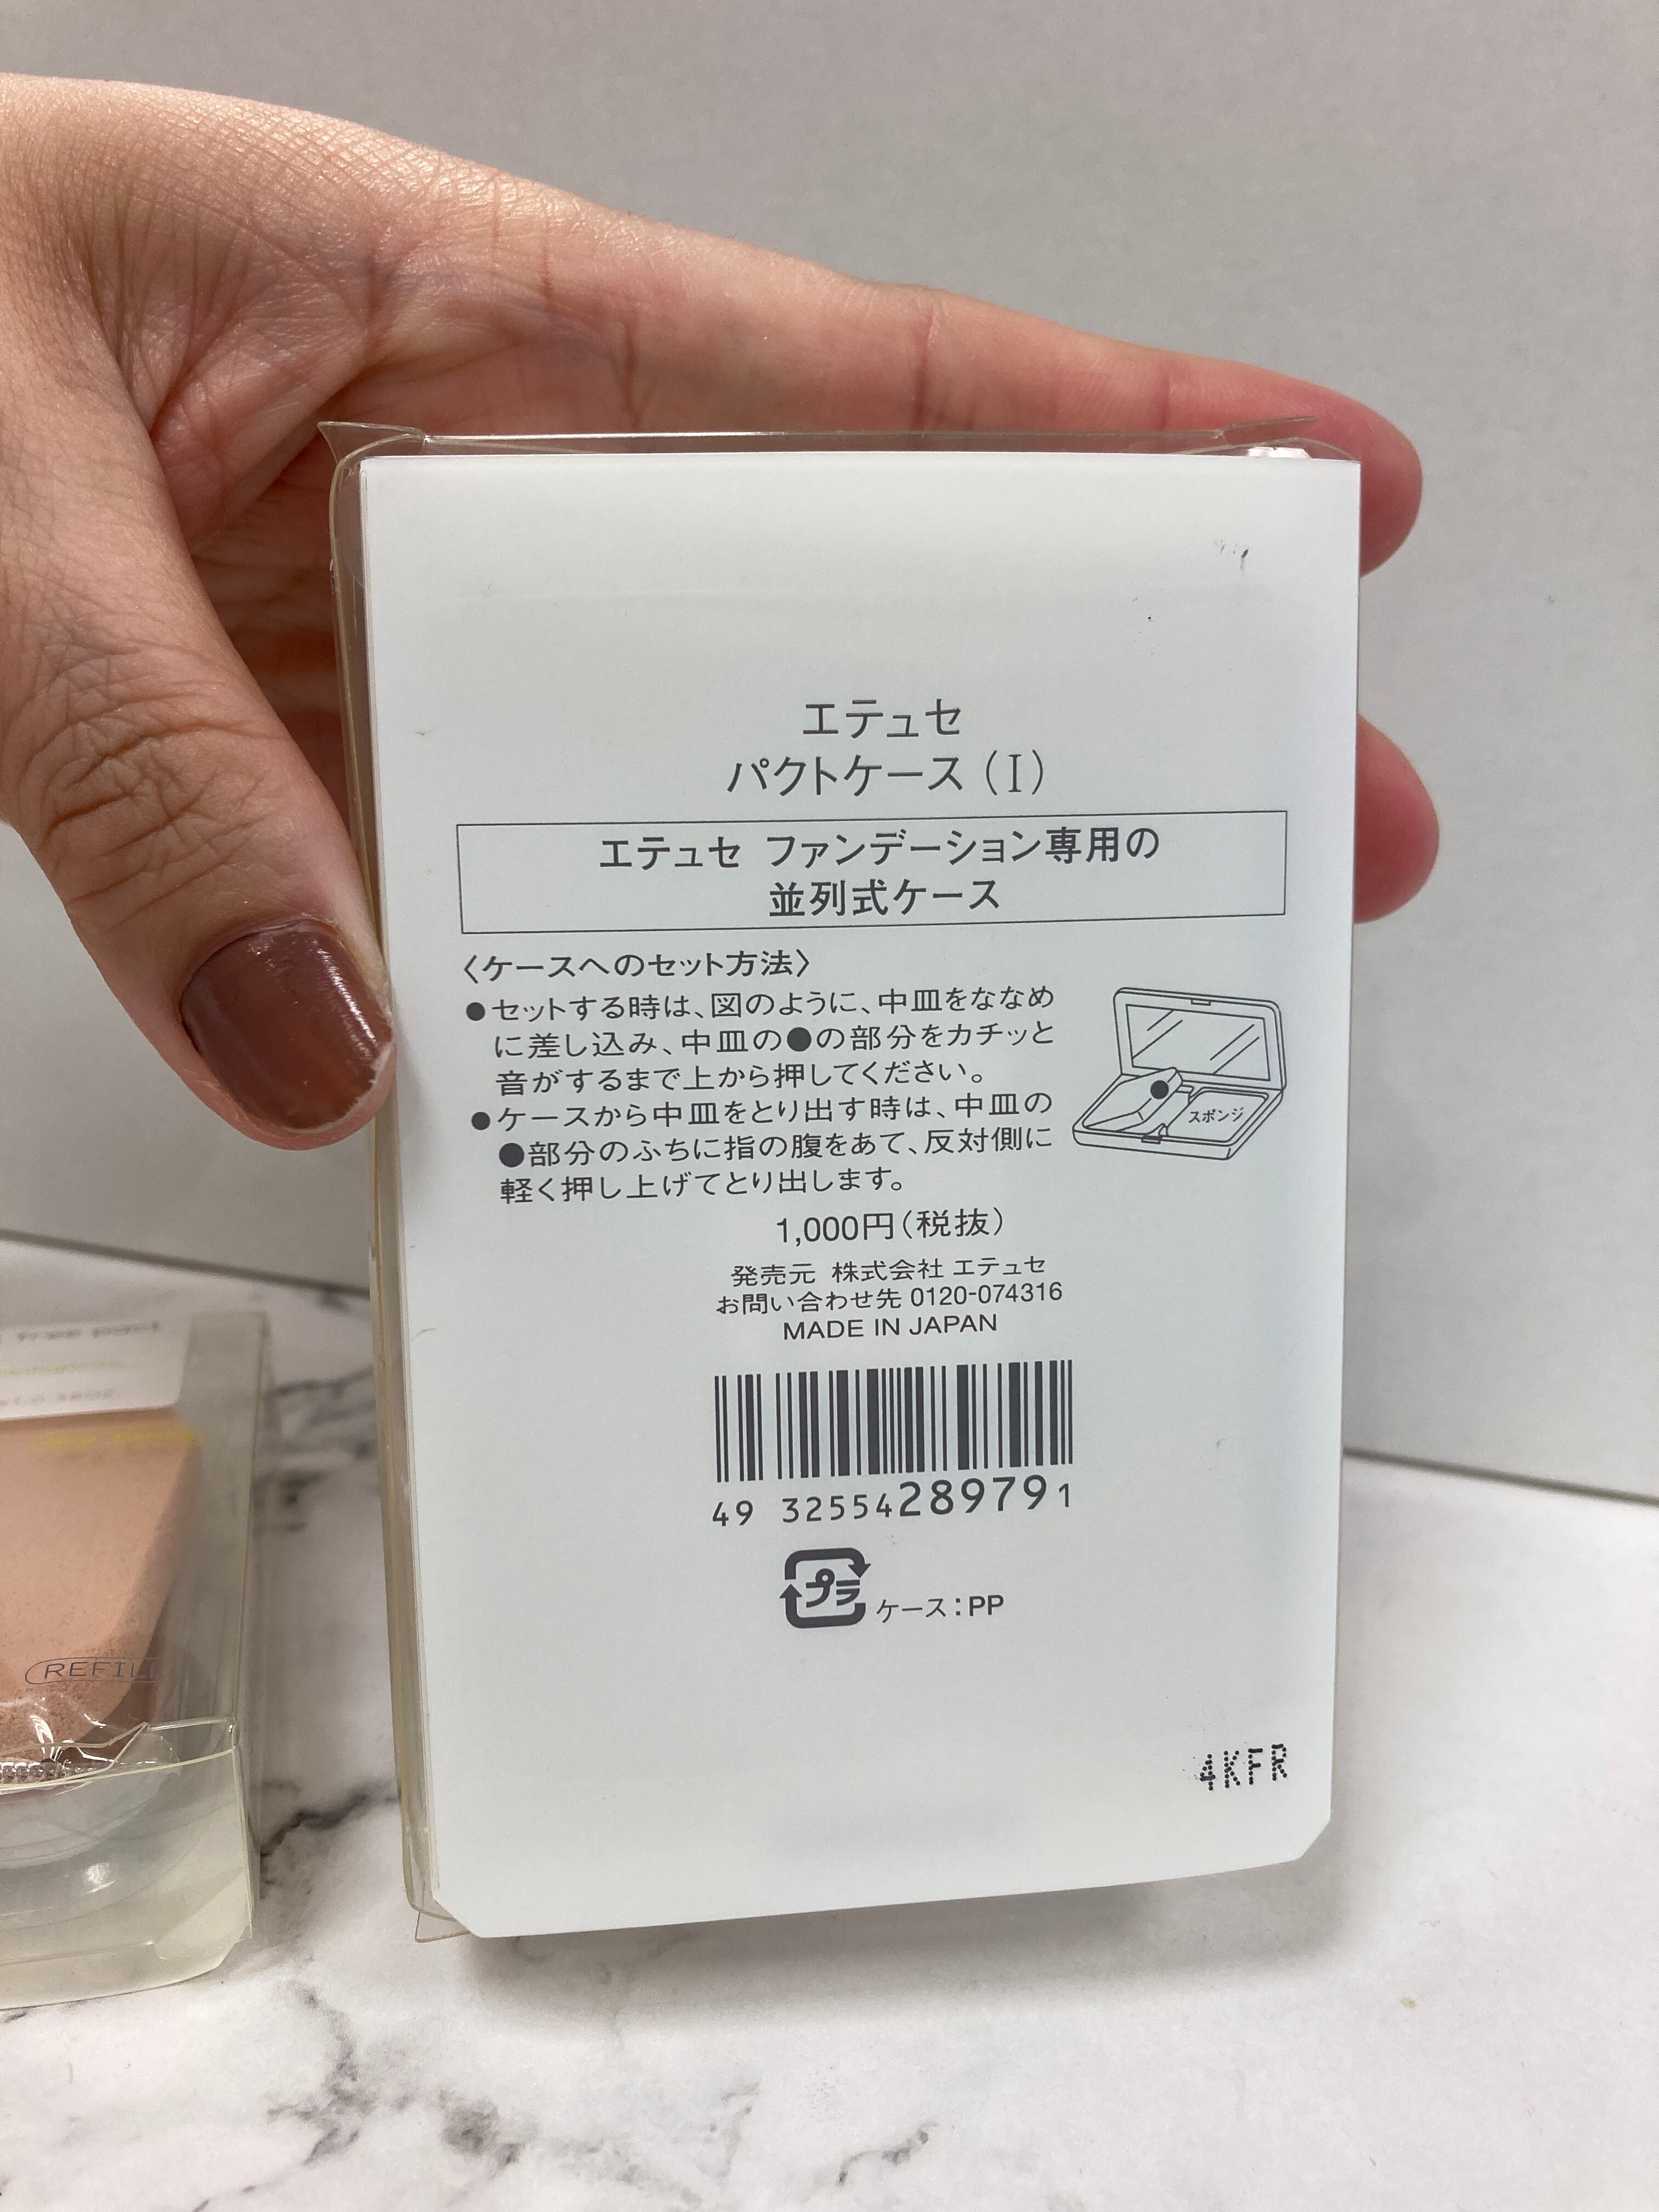 エテュセ
パクトケース（Ⅰ）
エテュセ ファンデーション専用の
並列式ケース
〈ケースへのセット方法〉
●セットする時は、図のように、中皿をななめ
に差し込み、中皿の●の部分をカチッと
音がするまで上から押してください。
●ケースから中皿をとり出す時は、中皿の
●部分のふちに指の腹をあて、反対側に
軽く押し上げてとり出します。
スポンジ
1,000円（税抜）
発売元 株式会社 エテュセ
お問い合わせ先 0120-074316
MADE IN JAPAN
49 32554289791
プラ ケース：PP
4KFR
REFILL